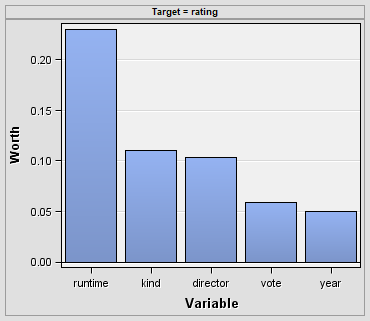 Target = rating
Worth
0.20
0.15
0.10
0.05
0.00
runtime kind director vote year
Variable